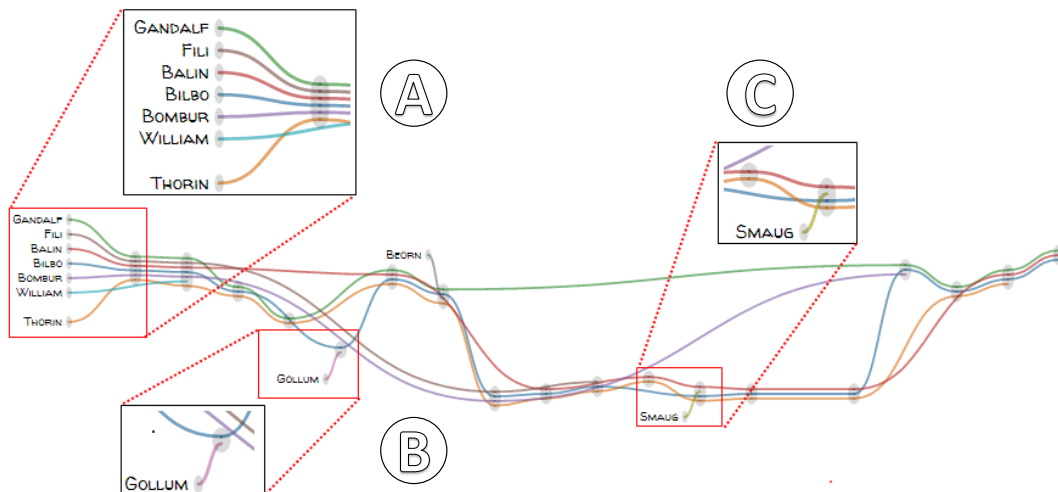 GANDALF
FILI
BALIN
BILBO
BOMBUR
WILLIAM
THORIN
A
C
SMAUG
GANDALF
FILI
BALIN
BILBO
BOMBUR
WILLIAM
THORIN
BEORN
GOLLUM
SMAUG
B
GOLLUM